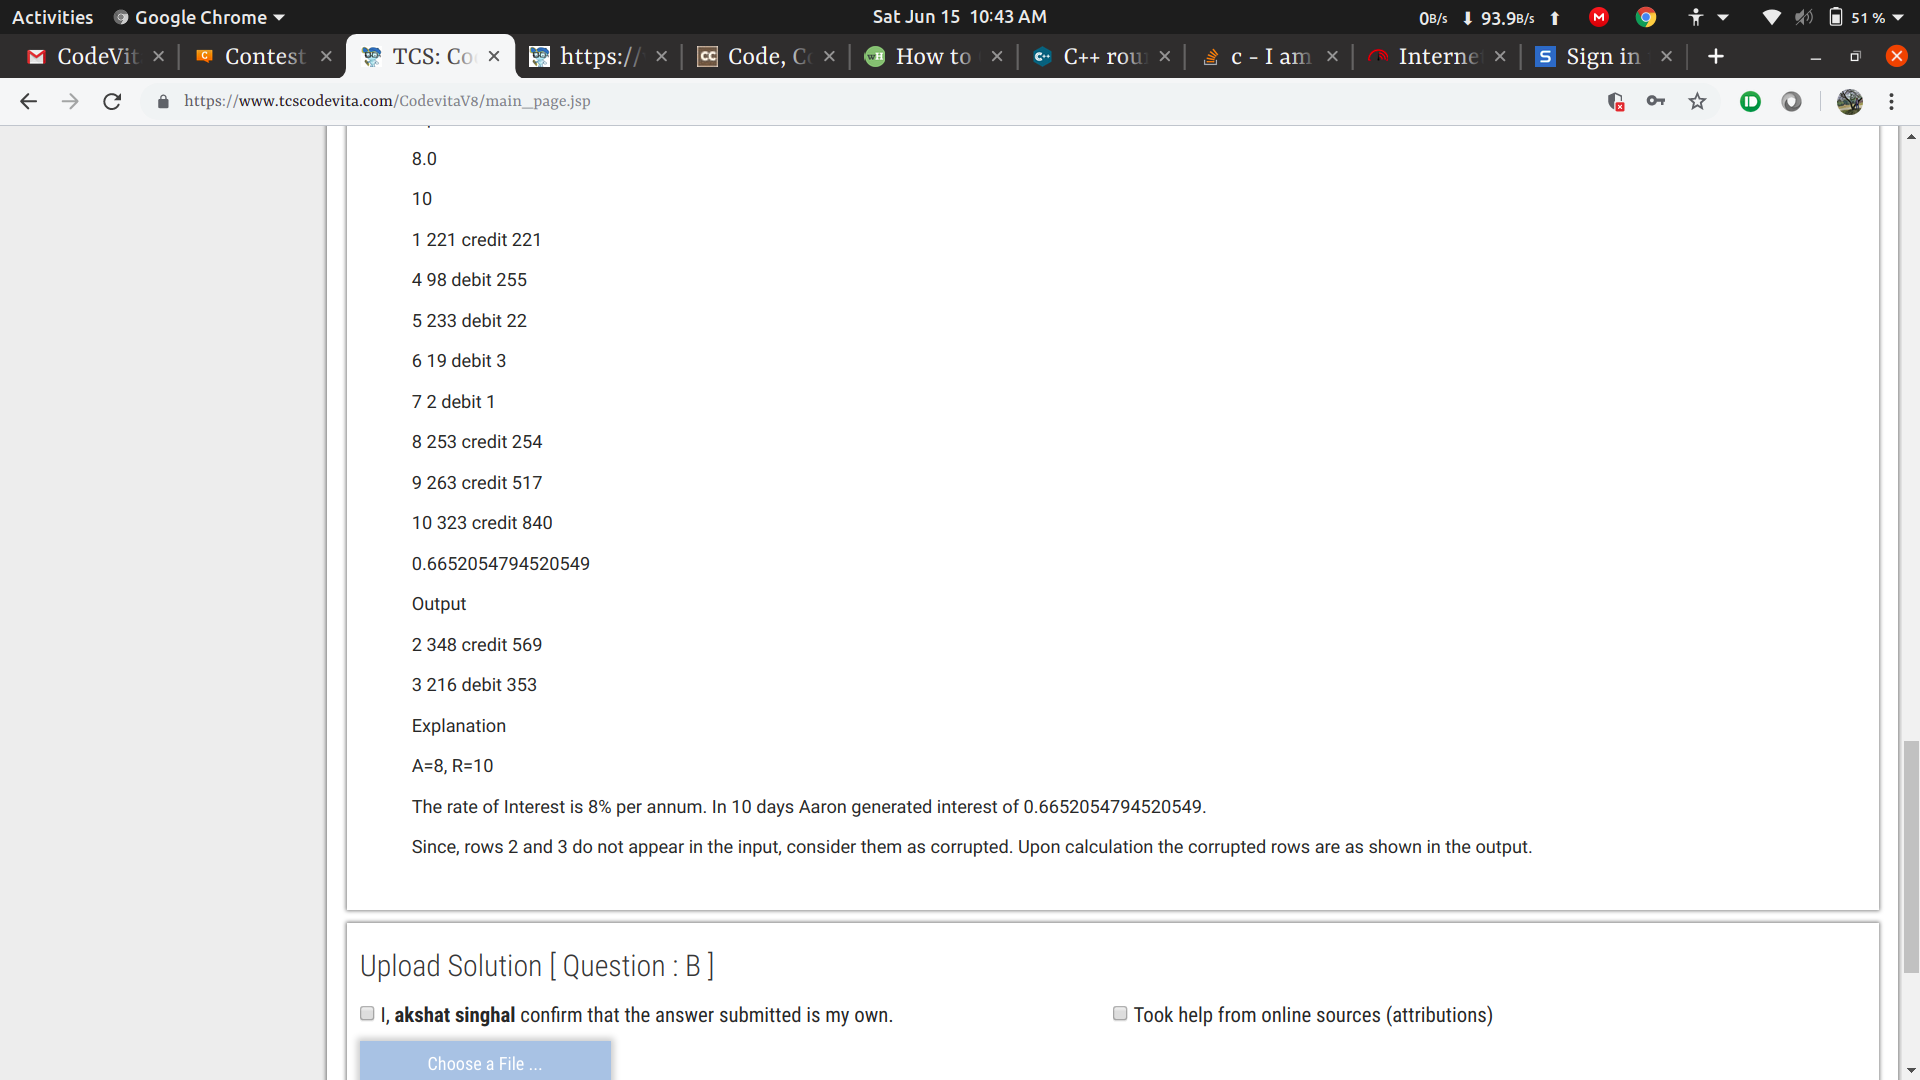 Activities Google Chrome Sat Jun 15 10:43 AM 0B/s 93.9B/s 51 %
CodeVit Contest TCS: Co https:// Code, C How to C++ rou c - I am Interne Sign in
https://www.tcscodevita.com/CodevitaV8/main_page.jsp
8.0
10
1 221 credit 221
4 98 debit 255
5 233 debit 22
6 19 debit 3
7 2 debit 1
8 253 credit 254
9 263 credit 517
10 323 credit 840
0.6652054794520549
Output
2 348 credit 569
3 216 debit 353
Explanation
A=8, R=10
The rate of Interest is 8% per annum. In 10 days Aaron generated interest of 0.6652054794520549.
Since, rows 2 and 3 do not appear in the input, consider them as corrupted. Upon calculation the corrupted rows are as shown in the output.
Upload Solution [ Question : B ]
I, akshat singhal confirm that the answer submitted is my own. Took help from online sources (attributions)
Choose a File ...